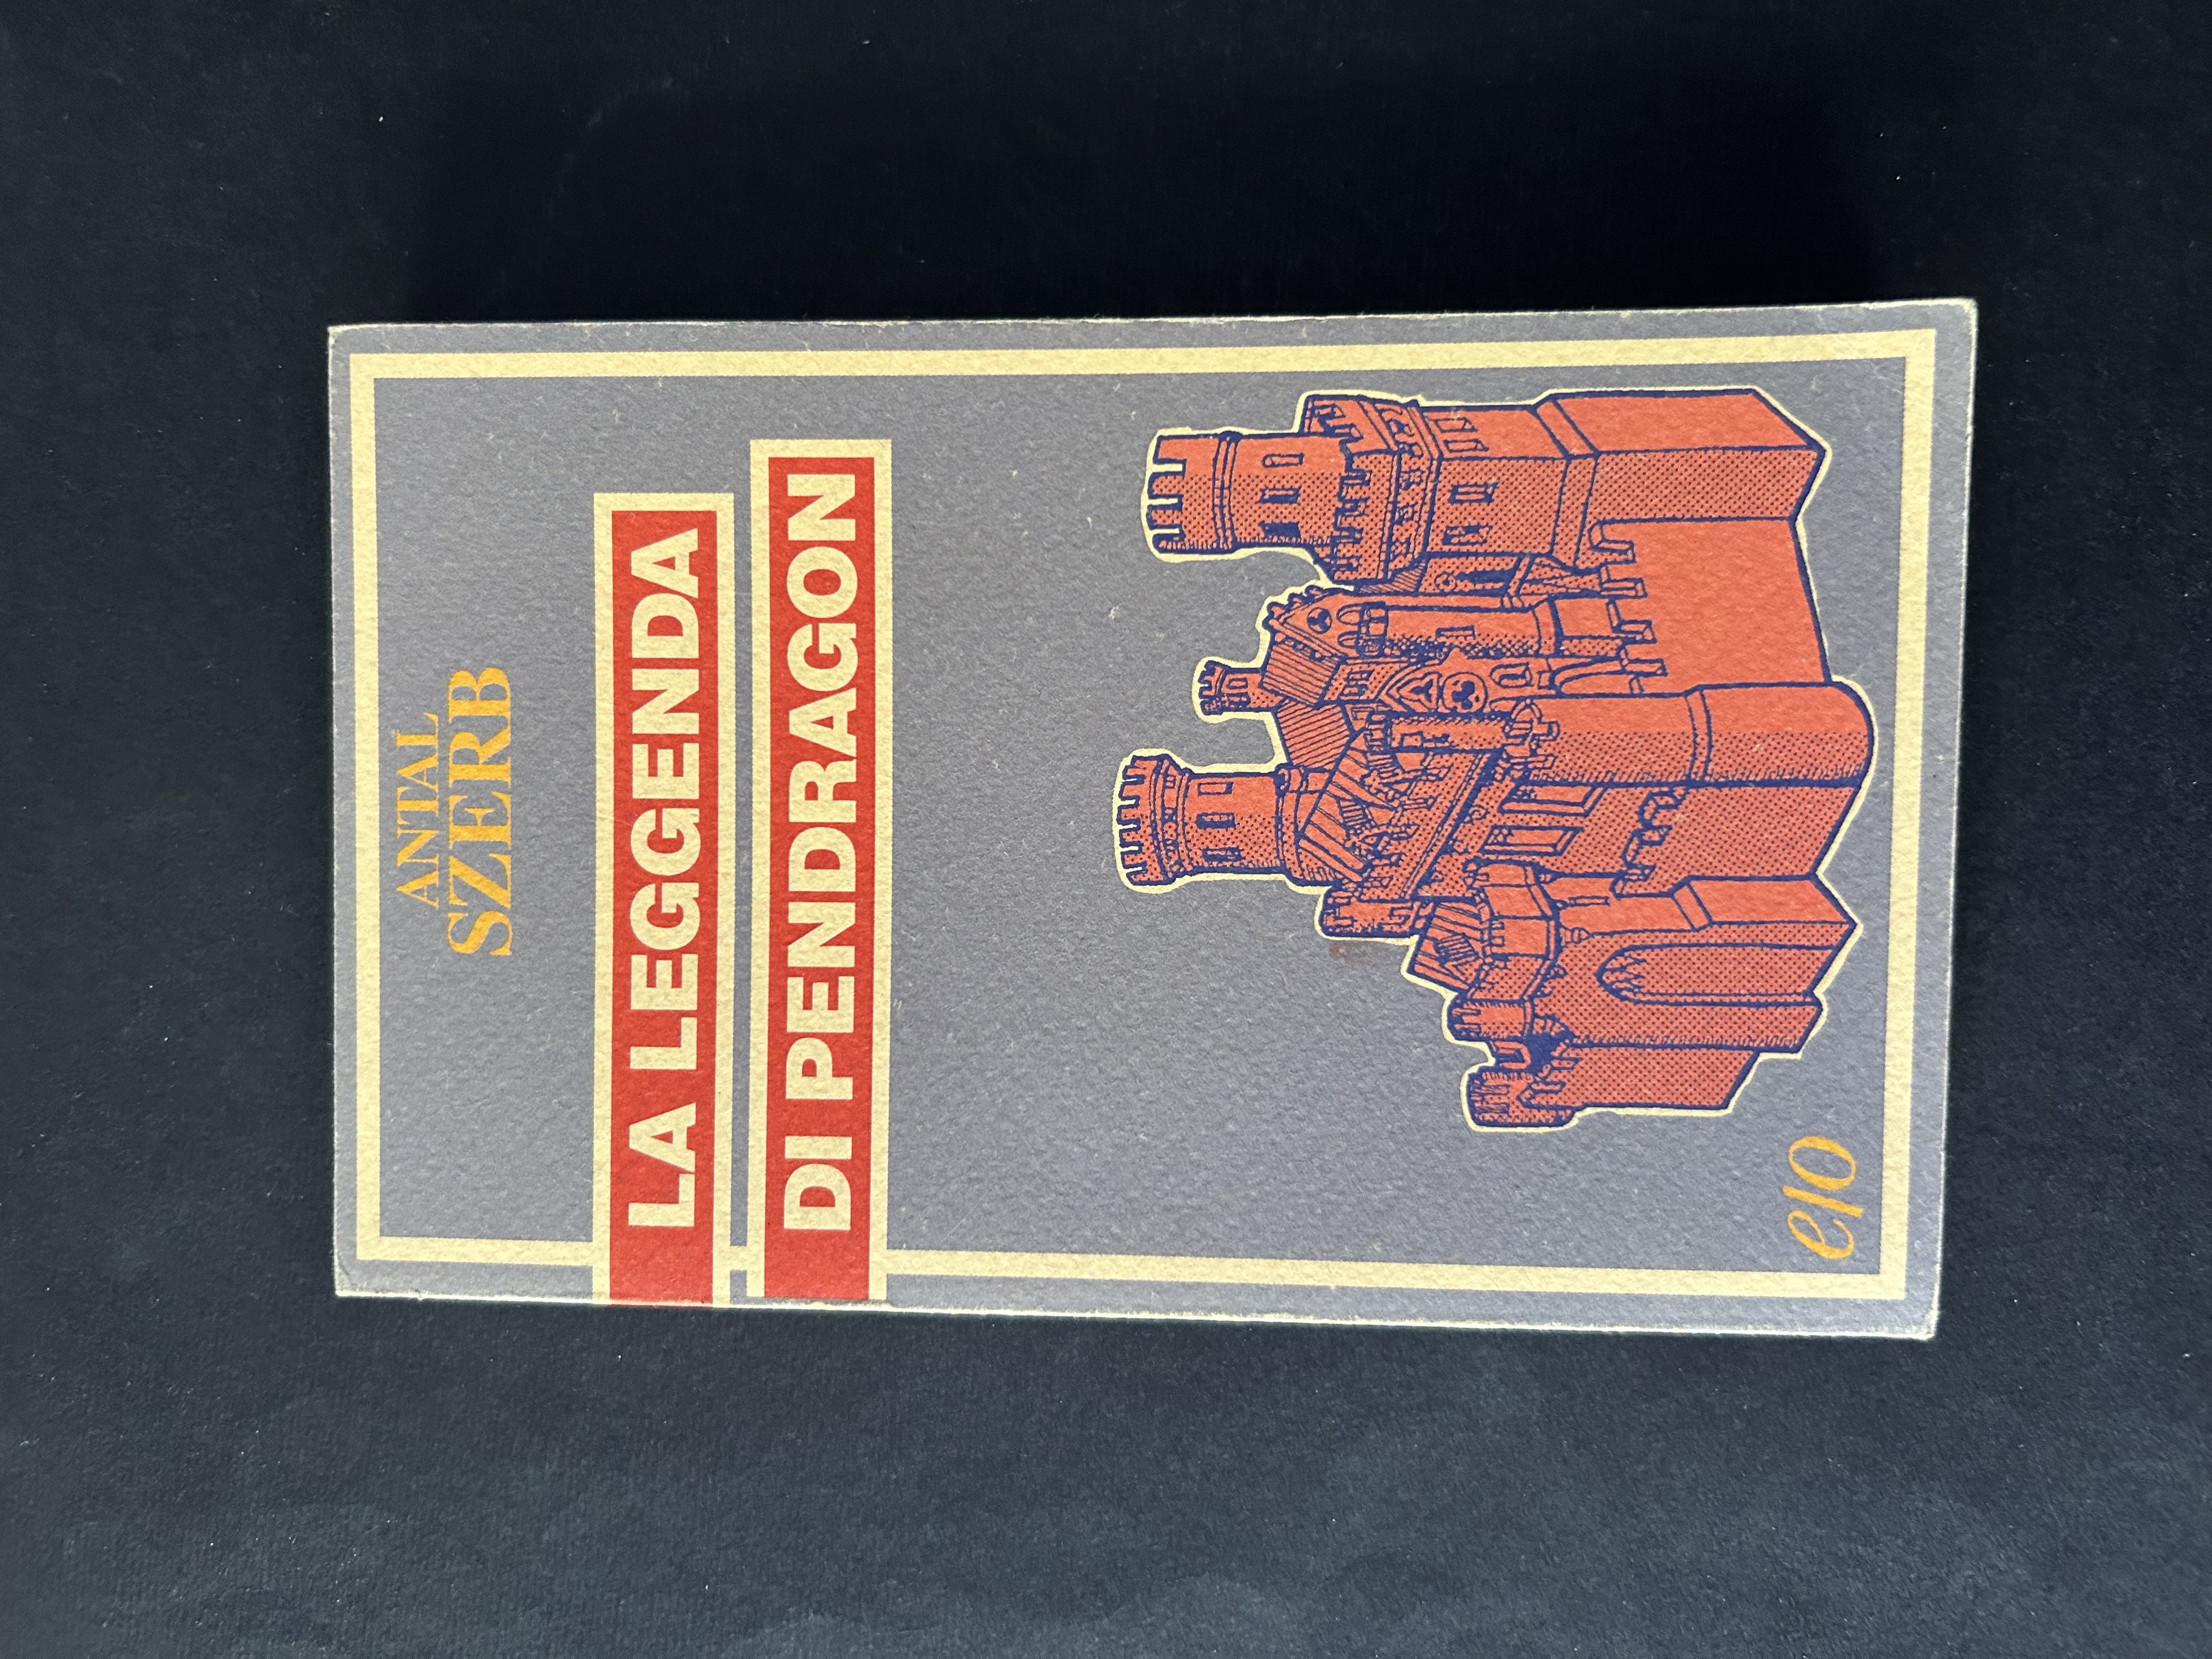 ANTAL
SZERB
LA LEGGENDA
DI PENDRAGON
e/o